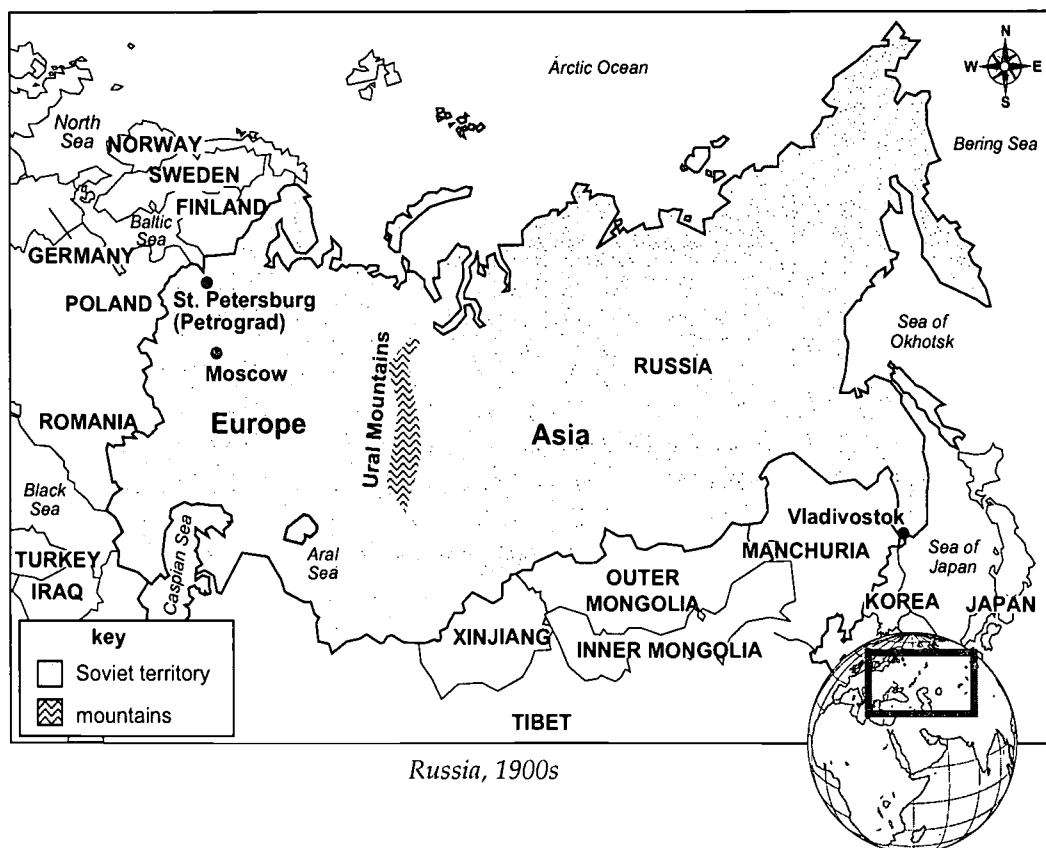 N
W E
S
Arctic Ocean
Bering Sea
North
Sea
NORWAY
SWEDEN
FINLAND
Baltic
Sea
GERMANY
POLAND
St. Petersburg
(Petrograd)
Moscow
Sea of
Okhotsk
RUSSIA
ROMANIA
Europe
Ural Mountains
Asia
Black
Sea
Caspian Sea
Aral
Sea
Vladivostok
MANCHURIA
Sea of
Japan
TURKEY
IRAQ
OUTER
MONGOLIA
KOREA
JAPAN
XINJIANG
INNER MONGOLIA
TIBET
key
Soviet territory
mountains
Russia, 1900s